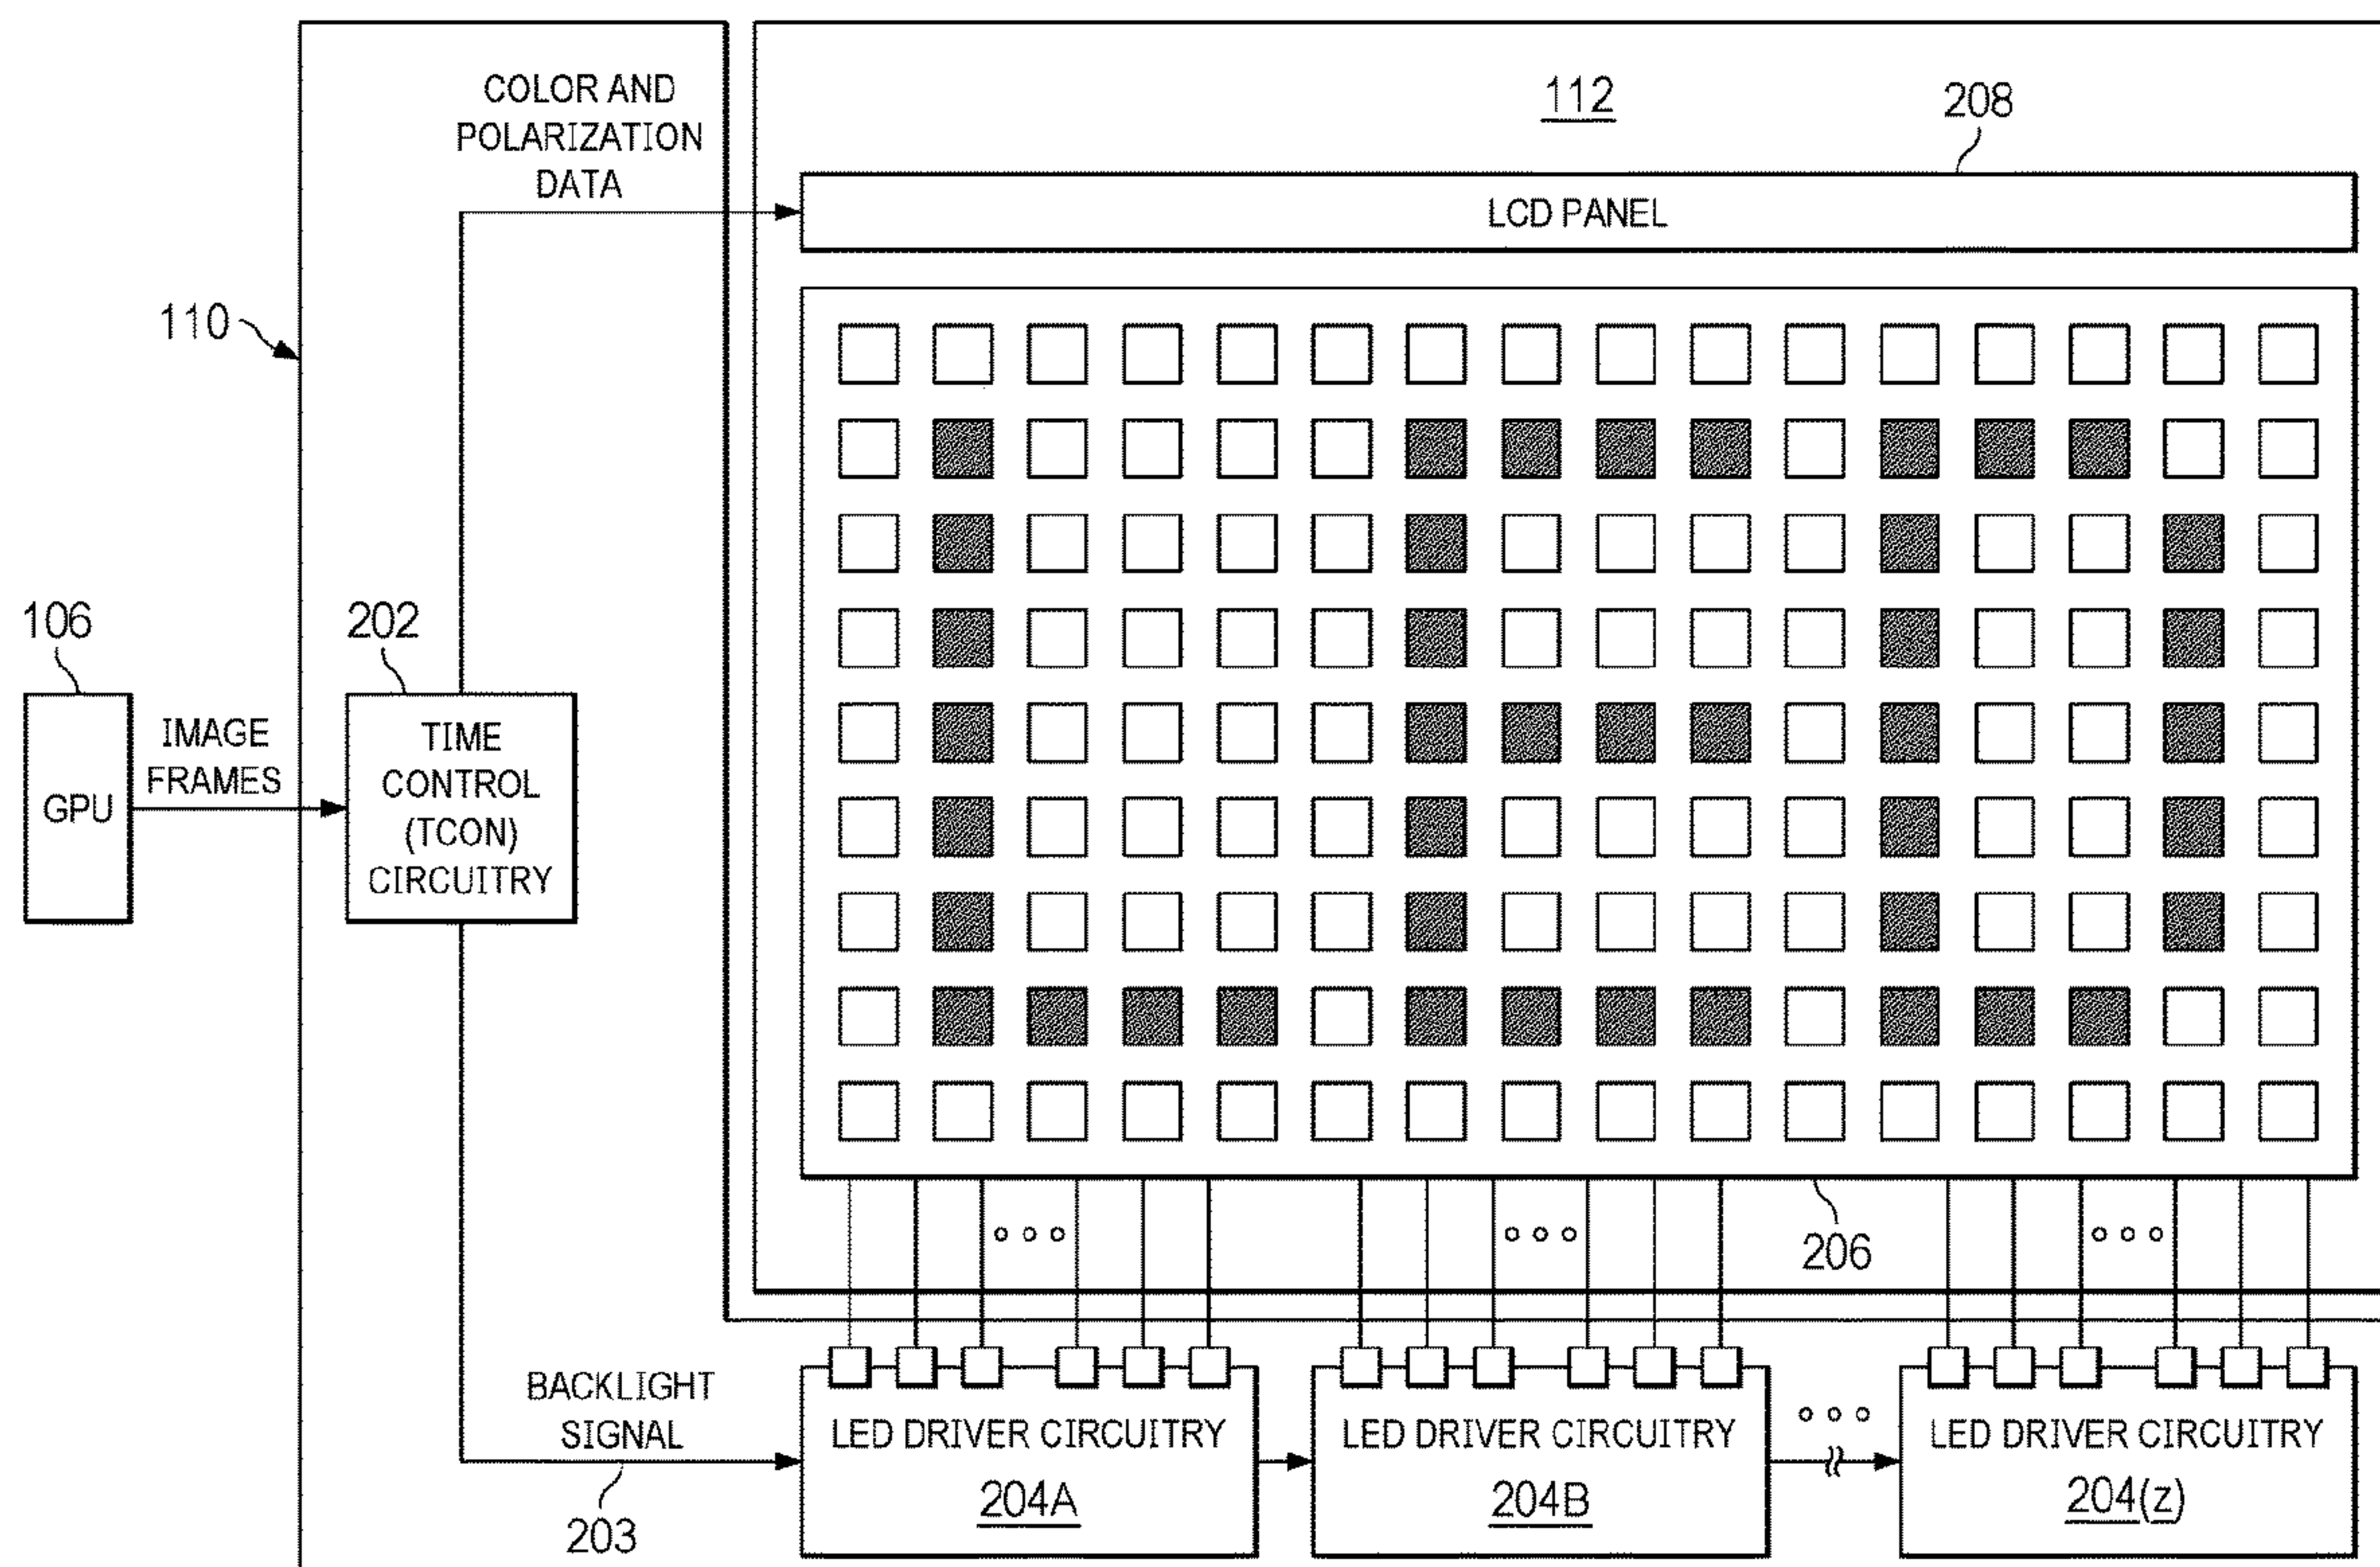 COLOR AND
POLARIZATION
DATA
112
208
LCD PANEL
110
106
202
GPU
IMAGE
FRAMES
TIME
CONTROL
(TCON)
CIRCUITRY
LED
206
BACKLIGHT
SIGNAL
203
LED DRIVER CIRCUITRY
204A
LED DRIVER CIRCUITRY
204B
LED DRIVER CIRCUITRY
204(z)